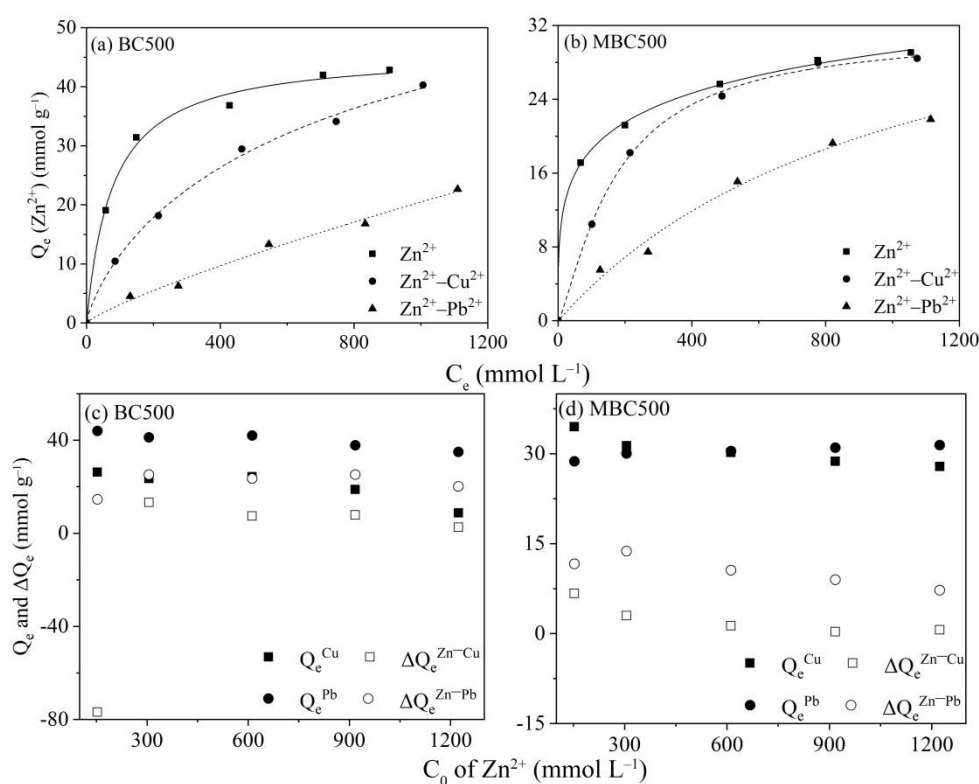 (a) BC500
(b) MBC500
Qₑ (Zn²⁺) (mmol g⁻¹)
50
40
30
20
10
0
32
24
16
8
0
Zn²⁺
Zn²⁺–Cu²⁺
Zn²⁺–Pb²⁺
Zn²⁺
Zn²⁺–Cu²⁺
Zn²⁺–Pb²⁺
0 400 800 1200
0 400 800 1200
Cₑ (mmol L⁻¹)
(c) BC500
(d) MBC500
Qₑ and ΔQₑ (mmol g⁻¹)
40
0
-40
-80
30
15
0
-15
QₑCu ΔQₑZn—Cu
QₑPb ΔQₑZn—Pb
QₑCu ΔQₑZn—Cu
QₑPb ΔQₑZn—Pb
300 600 900 1200
300 600 900 1200
C₀ of Zn²⁺ (mmol L⁻¹)